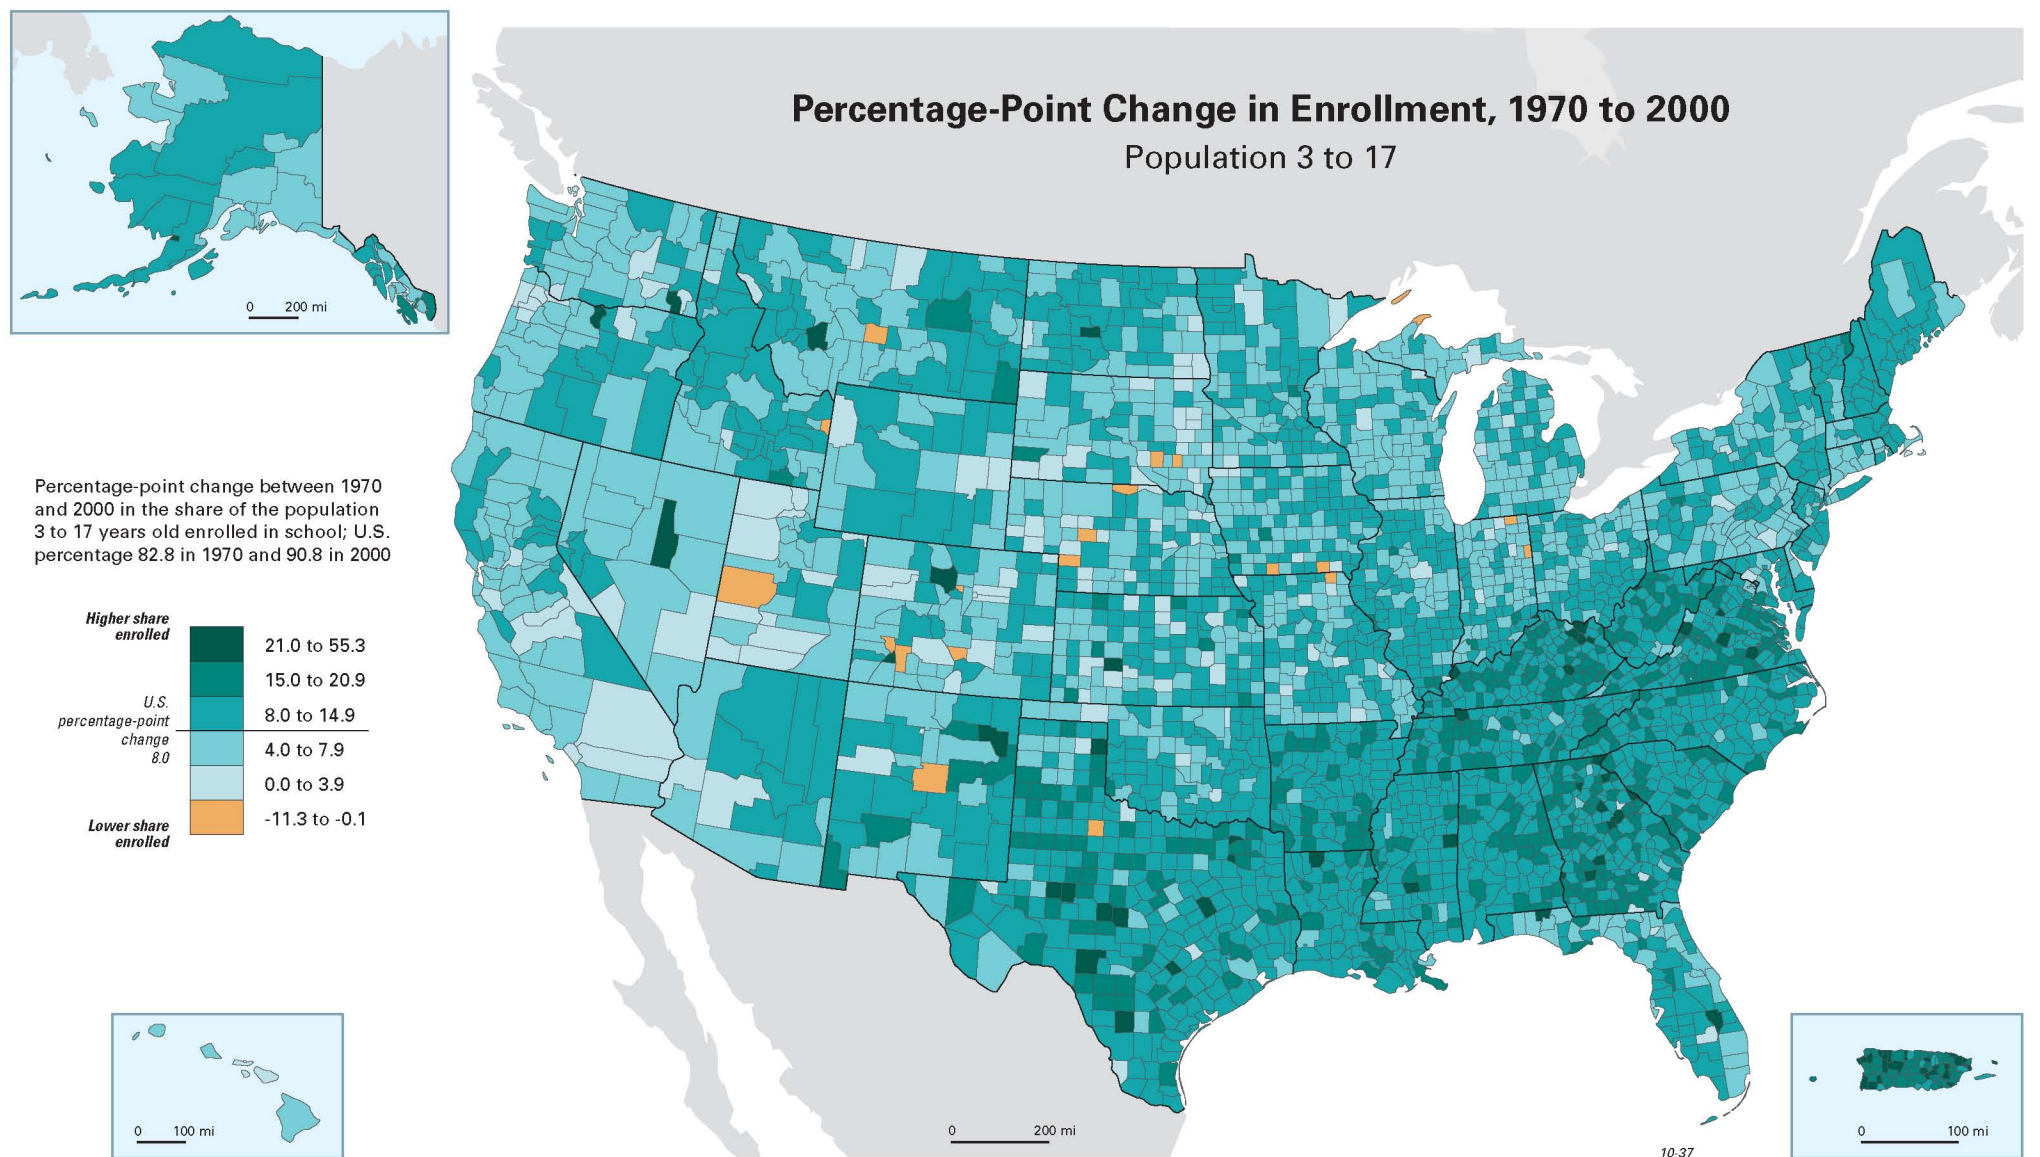 Percentage-Point Change in Enrollment, 1970 to 2000
Population 3 to 17
0 200 mi
Percentage-point change between 1970
and 2000 in the share of the population
3 to 17 years old enrolled in school; U.S.
percentage 82.8 in 1970 and 90.8 in 2000
Higher share
enrolled
21.0 to 55.3
15.0 to 20.9
8.0 to 14.9
U.S.
percentage-point
change
8.0
4.0 to 7.9
0.0 to 3.9
-11.3 to -0.1
Lower share
enrolled
0 100 mi
0 200 mi
0 100 mi
10-37